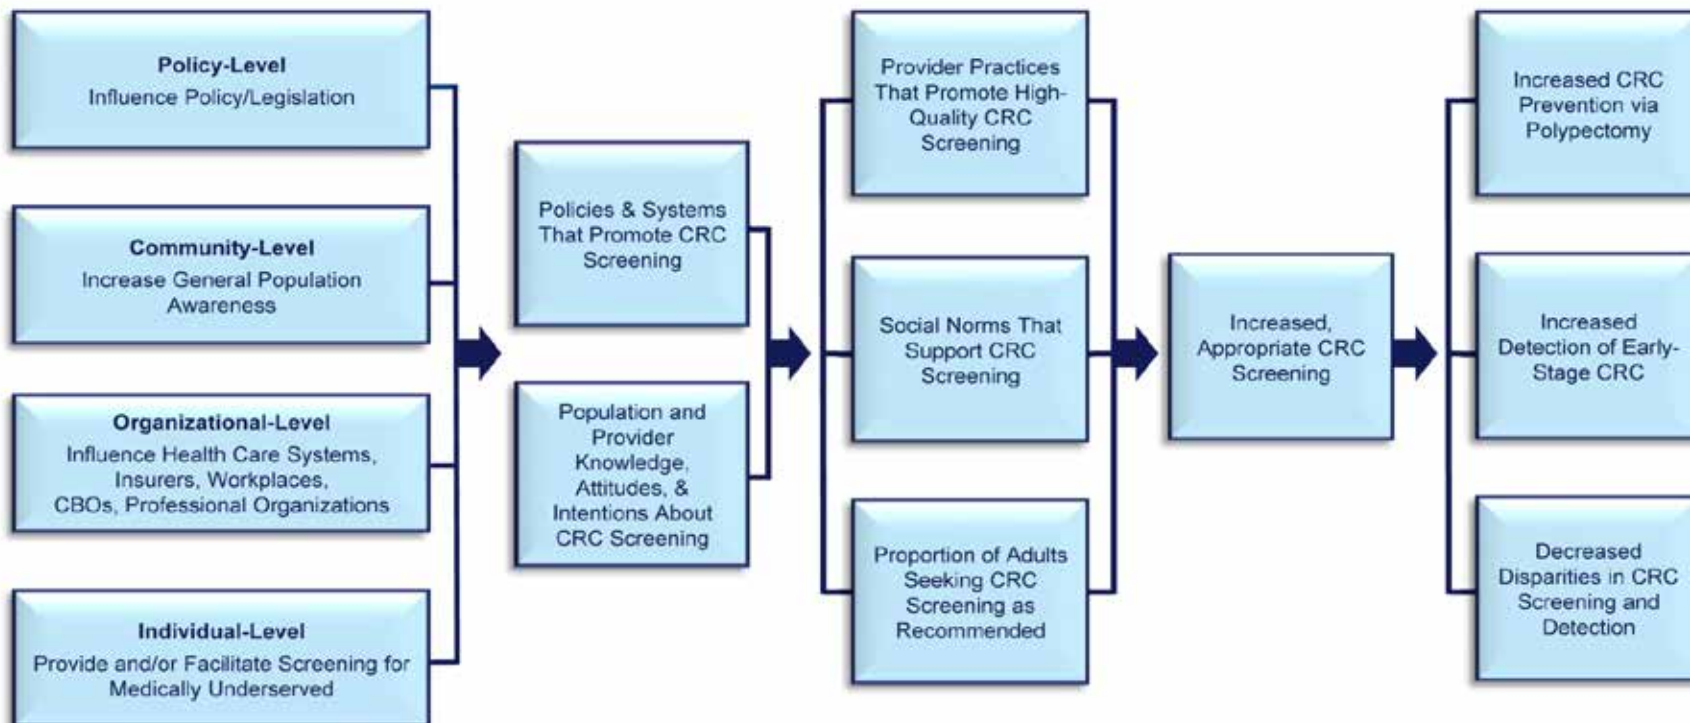 Policy-Level
Influence Policy/Legislation
Community-Level
Increase General Population
Awareness
Organizational-Level
Influence Health Care Systems,
Insurers, Workplaces,
CBOs, Professional Organizations
Individual-Level
Provide and/or Facilitate Screening for
Medically Underserved
Policies & Systems
That Promote CRC
Screening
Population and
Provider
Knowledge,
Attitudes, &
Intentions About
CRC Screening
Provider Practices
That Promote High-
Quality CRC
Screening
Social Norms That
Support CRC
Screening
Proportion of Adults
Seeking CRC
Screening as
Recommended
Increased,
Appropriate CRC
Screening
Increased CRC
Prevention via
Polypectomy
Increased
Detection of Early-
Stage CRC
Decreased
Disparities in CRC
Screening and
Detection